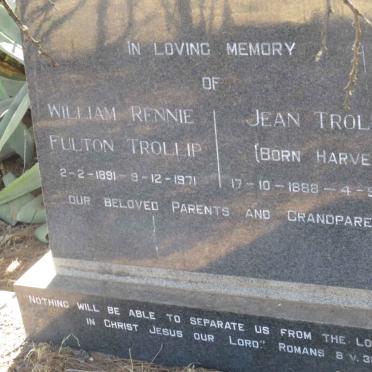 IN LOVING MEMORY
OF
WILLIAM RENNIE JEAN TROL
FULTON TROLLIP (BORN HARVE
2-2-1891 - 9-12-1971 17-10-1888 - 4-
OUR BELOVED PARENTS AND GRANDPARE
NOTHING WILL BE ABLE TO SEPARATE US FROM THE LO
IN CHRIST JESUS OUR LORD" ROMANS 8 V. 3